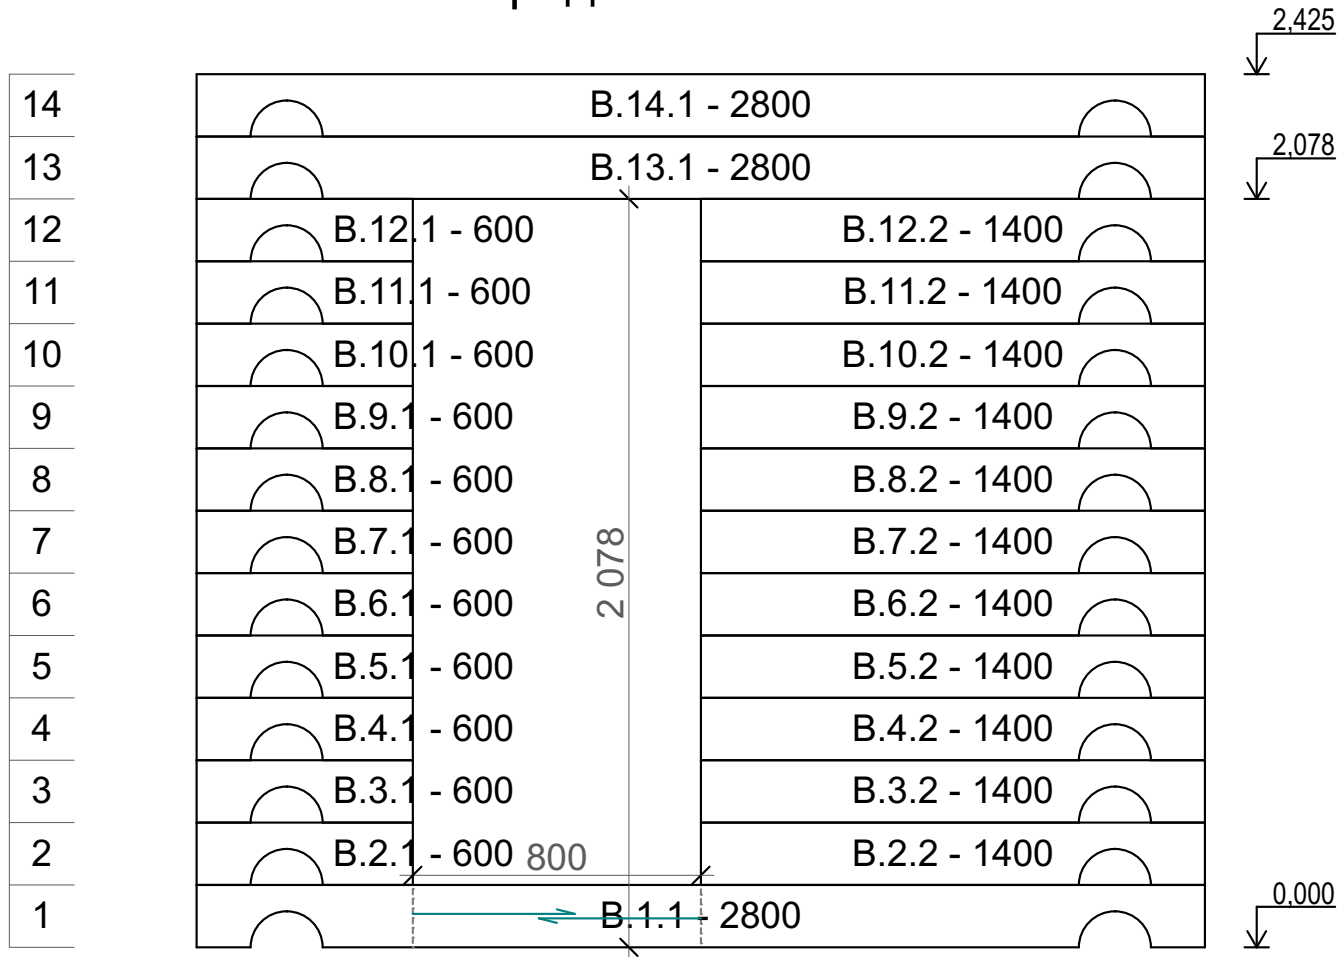 2,425
14 B.14.1 - 2800
13 B.13.1 - 2800 2,078
12 B.12.1 - 600 B.12.2 - 1400
11 B.11.1 - 600 B.11.2 - 1400
10 B.10.1 - 600 B.10.2 - 1400
9 B.9.1 - 600 B.9.2 - 1400
8 B.8.1 - 600 B.8.2 - 1400
7 B.7.1 - 600 B.7.2 - 1400
2 078
6 B.6.1 - 600 B.6.2 - 1400
5 B.5.1 - 600 B.5.2 - 1400
4 B.4.1 - 600 B.4.2 - 1400
3 B.3.1 - 600 B.3.2 - 1400
2 B.2.1 - 600 800 B.2.2 - 1400
1 B.1.1 - 2800 0,000